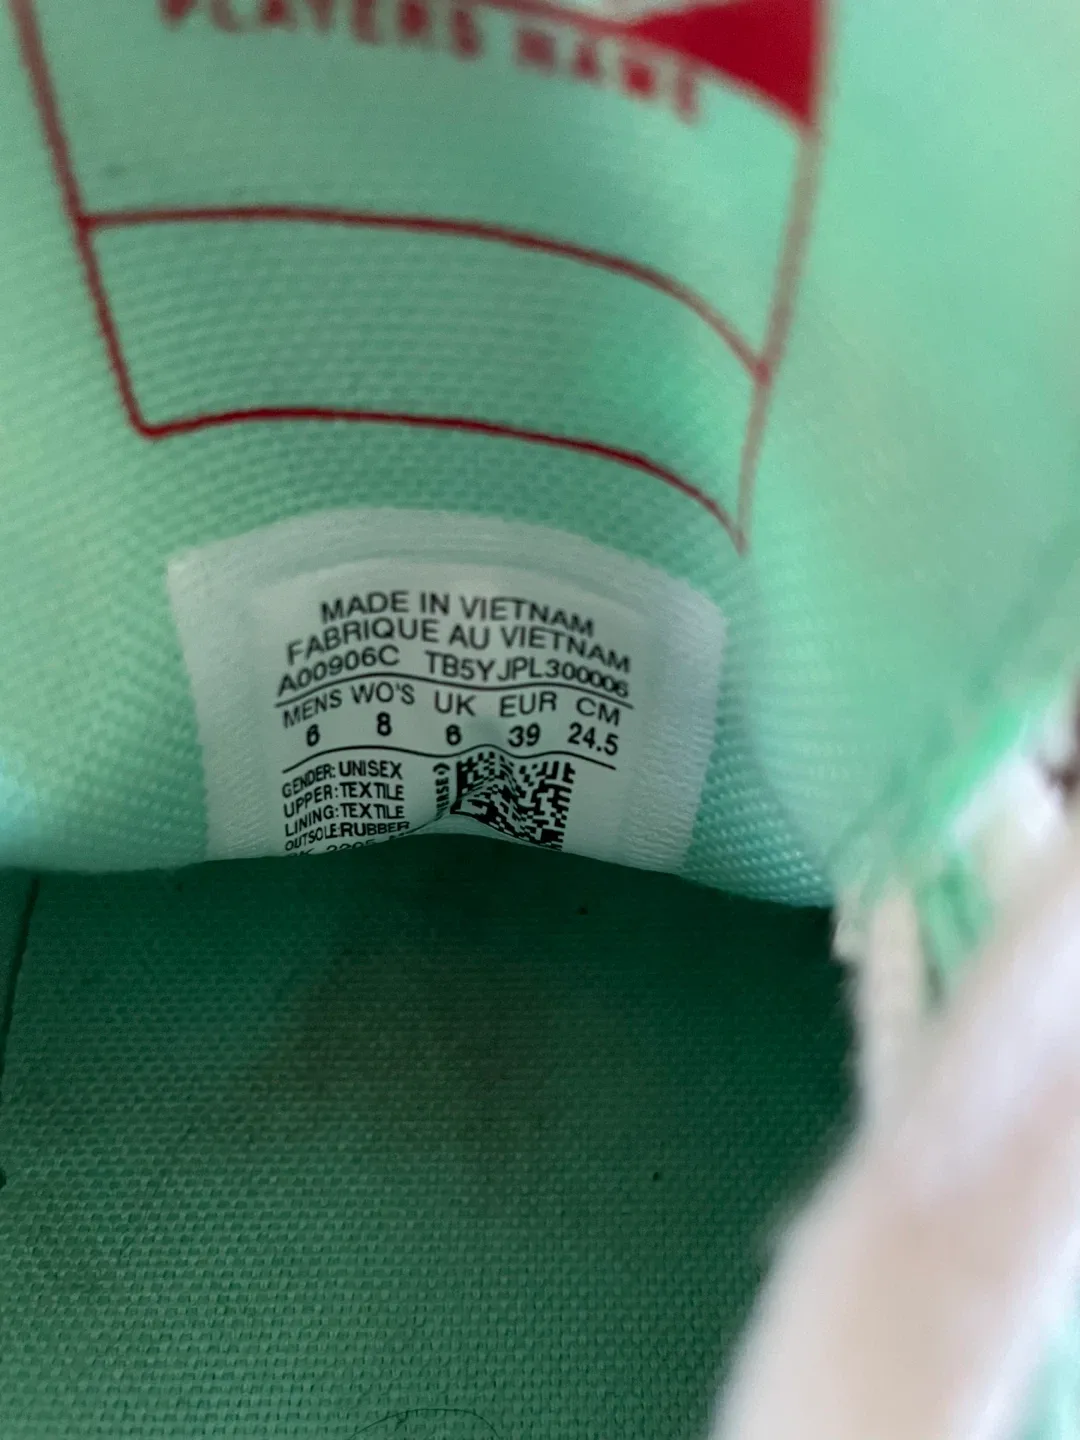 PLAYERS NAME
MADE IN VIETNAM
FABRIQUE AU VIETNAM
A00906C TB5YJPL300006
MENS WO'S UK EUR CM
6 8 6 39 24.5
GENDER: UNISEX
UPPER: TEXTILE
LINING: TEXTILE
OUTSOLE: RUBBER